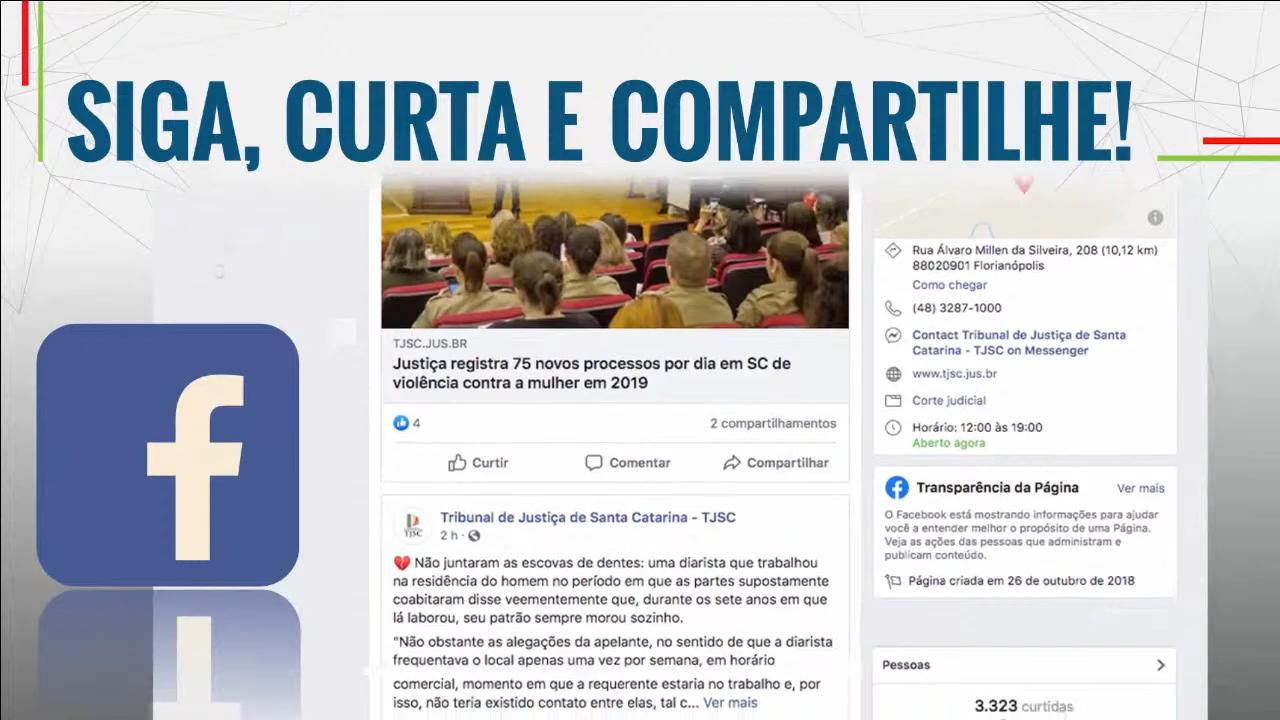 SIGA, CURTA E COMPARTILHE!
f
TJSC.JUS.BR
Justiça registra 75 novos processos por dia em SC de
violência contra a mulher em 2019
4
2 compartilhamentos
Curtir
Comentar
Compartilhar
TJSC
Tribunal de Justiça de Santa Catarina - TJSC
2 h ·
Não juntaram as escovas de dentes: uma diarista que trabalhou
na residência do homem no período em que as partes supostamente
coabitaram disse veementemente que, durante os sete anos em que
lá laborou, seu patrão sempre morou sozinho.
"Não obstante as alegações da apelante, no sentido de que a diarista
frequentava o local apenas uma vez por semana, em horário
comercial, momento em que a requerente estaria no trabalho e, por
isso, não teria existido contato entre elas, tal c... Ver mais
Rua Álvaro Millen da Silveira, 208 (10,12 km)
88020901 Florianópolis
Como chegar
(48) 3287-1000
Contact Tribunal de Justiça de Santa
Catarina - TJSC on Messenger
www.tjsc.jus.br
Corte judicial
Horário: 12:00 às 19:00
Aberto agora
Transparência da Página
Ver mais
O Facebook está mostrando informações para ajudar
você a entender melhor o propósito de uma Página.
Veja as ações das pessoas que administram e
publicam conteúdo.
Página criada em 26 de outubro de 2018
Pessoas
3.323 curtidas